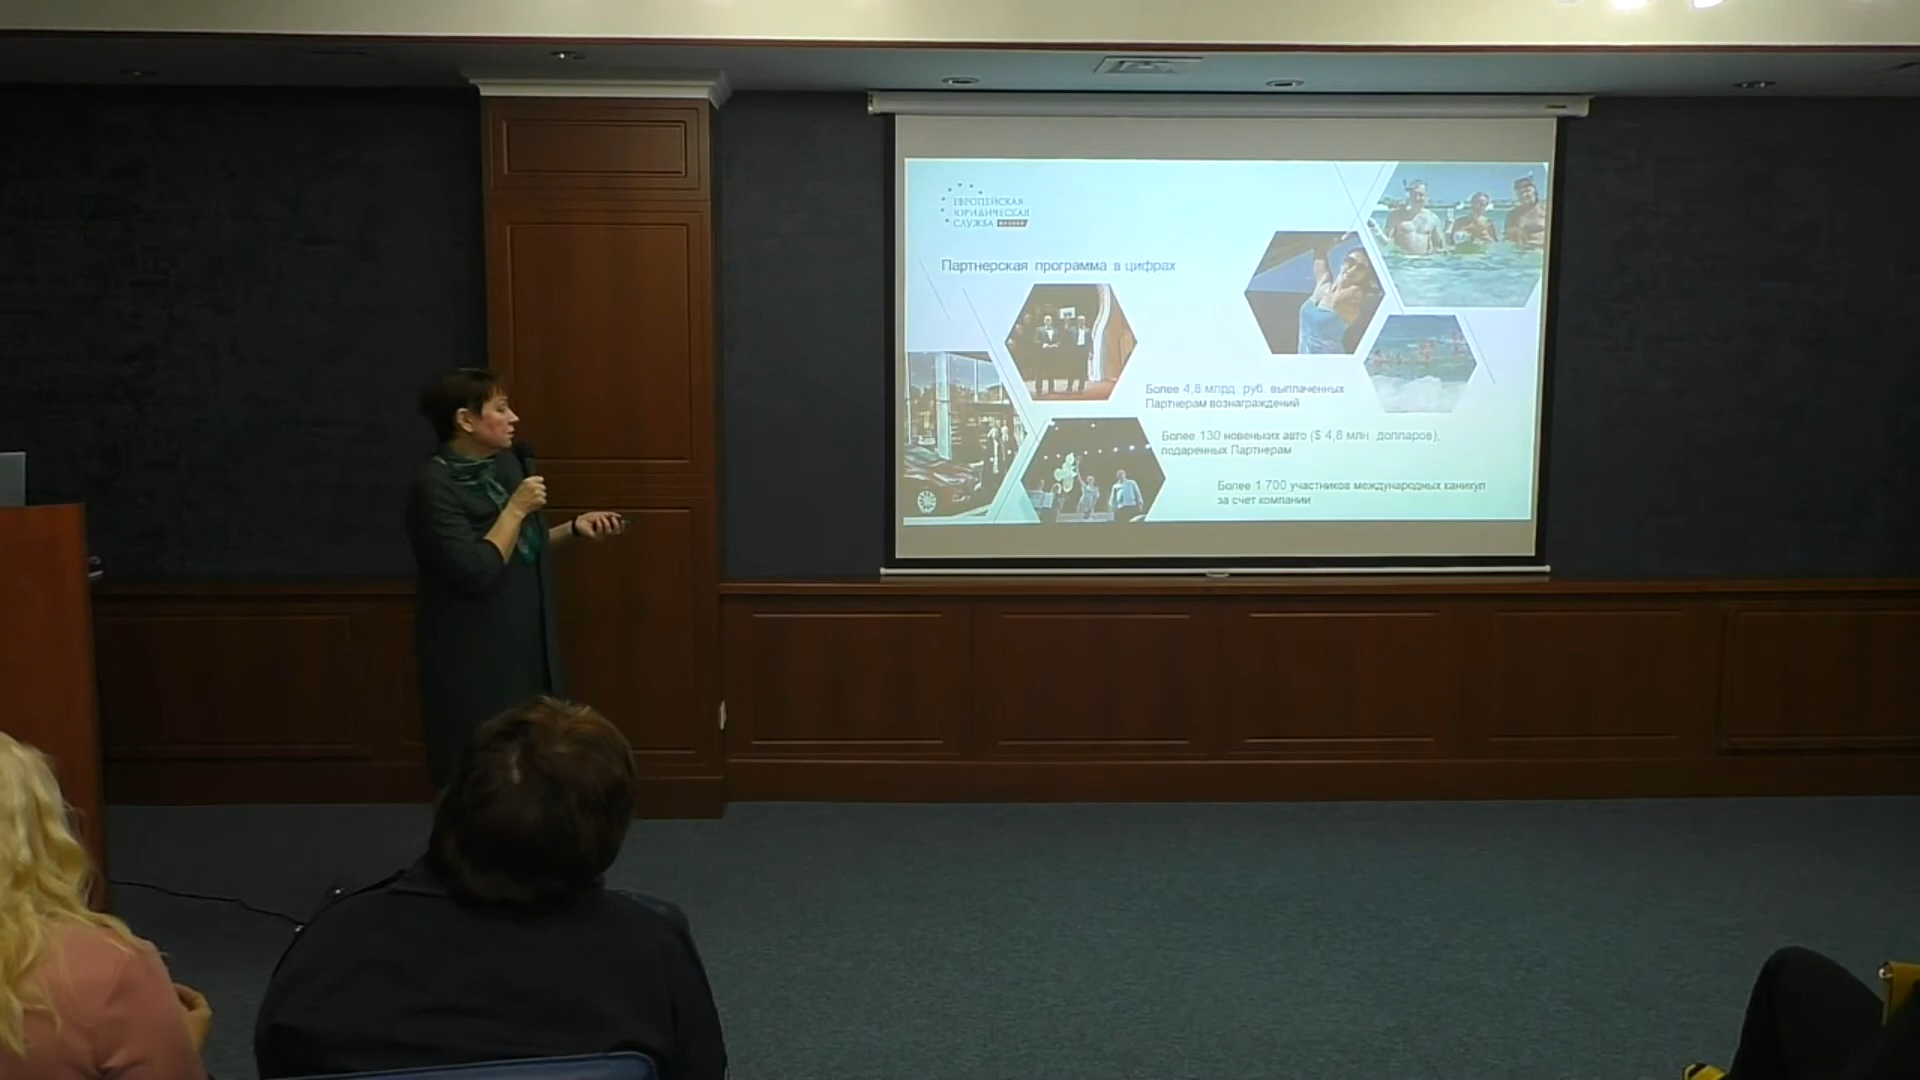 ЕВРОПЕЙСКАЯ
ЮРИДИЧЕСКАЯ
СЛУЖБА
Партнерская программа в цифрах
Более 4,8 млрд. руб. выплаченных
Партнерам вознаграждений
Более 130 новеньких авто ($ 4,6 млн. долларов),
подаренных Партнерам
Более 1 700 участников международных каникул
за счет компании